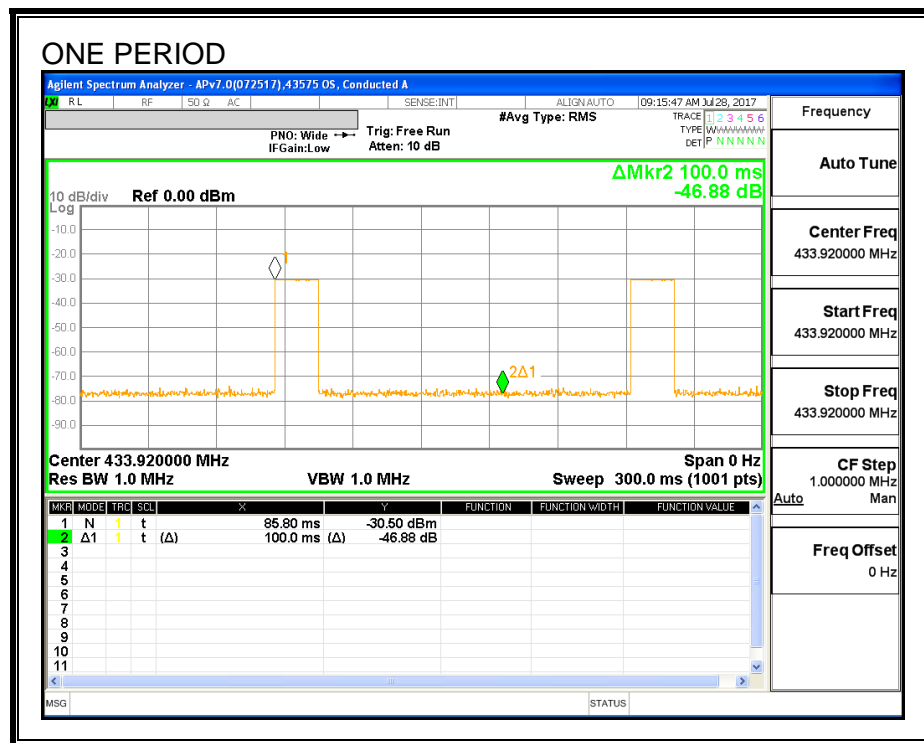 ONE PERIOD
Agilent Spectrum Analyzer - APv7.0(072517),43575 OS, Conducted A
LXI RL RF 50 Ω AC SENSE:INT ALIGN AUTO 09:15:47 AM Jul 28, 2017
PNO: Wide
IFGain:Low
Trig: Free Run
Atten: 10 dB
#Avg Type: RMS
TRACE 1 2 3 4 5 6
TYPE W
DET P N N N N N
ΔMkr2 100.0 ms
-46.88 dB
10 dB/div Ref 0.00 dBm
Log
-10.0
-20.0
1
-30.0
-40.0
-50.0
-60.0
-70.0
2Δ1
-80.0
-90.0
Center 433.920000 MHz Span 0 Hz
Res BW 1.0 MHz VBW 1.0 MHz Sweep 300.0 ms (1001 pts)
MKR MODE TRC SCL X Y FUNCTION FUNCTION WIDTH FUNCTION VALUE
1 N 1 t 85.80 ms -30.50 dBm
2 Δ1 1 t (Δ) 100.0 ms (Δ) -46.88 dB
3
4
5
6
7
8
9
10
11
MSG STATUS
Frequency
Auto Tune
Center Freq
433.920000 MHz
Start Freq
433.920000 MHz
Stop Freq
433.920000 MHz
CF Step
1.000000 MHz
Auto Man
Freq Offset
0 Hz